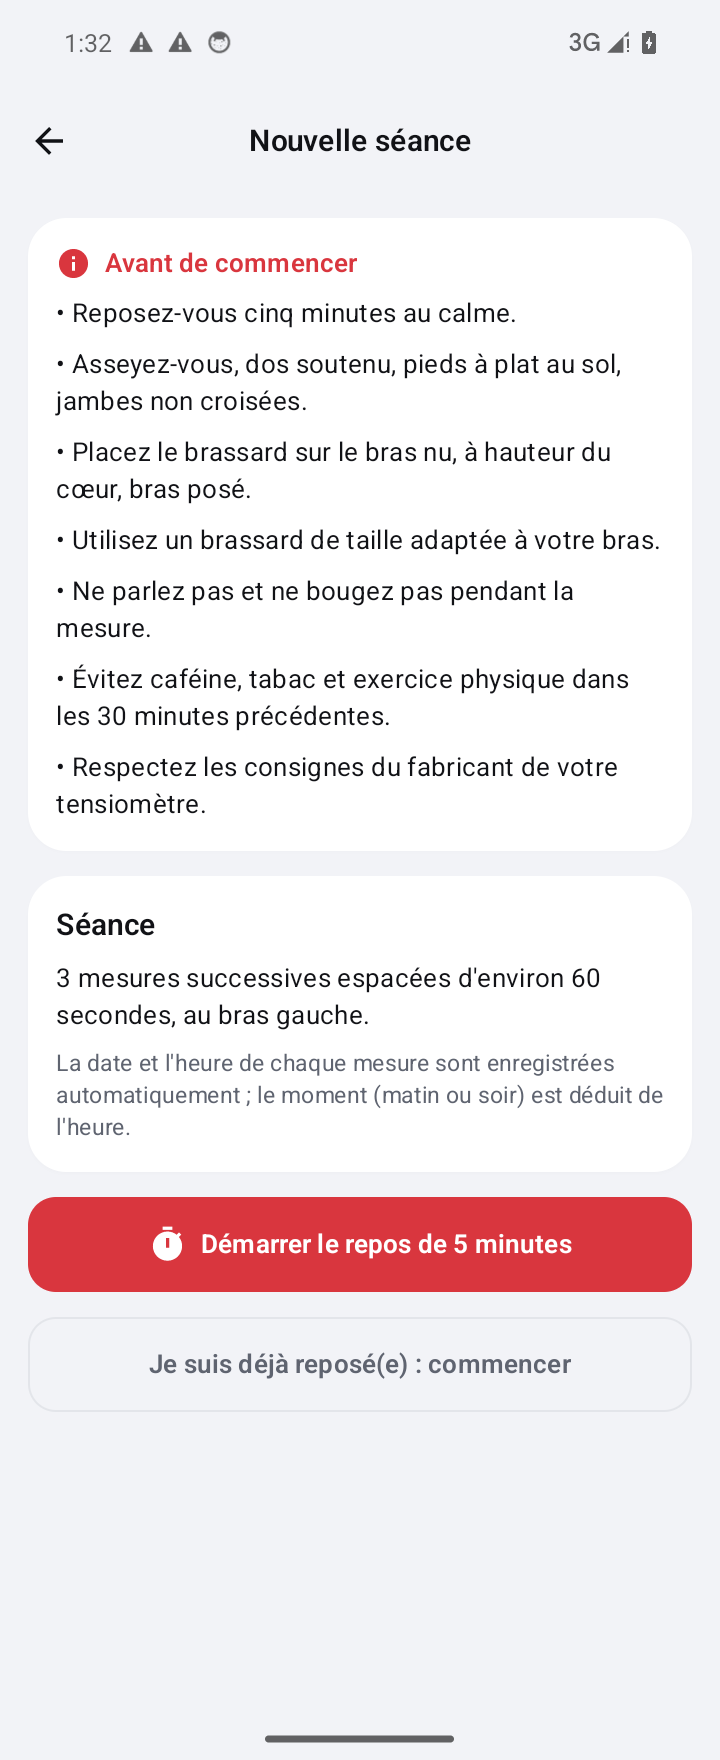 1:32
3G
Nouvelle séance
Avant de commencer
• Reposez-vous cinq minutes au calme.
• Asseyez-vous, dos soutenu, pieds à plat au sol,
jambes non croisées.
• Placez le brassard sur le bras nu, à hauteur du
cœur, bras posé.
• Utilisez un brassard de taille adaptée à votre bras.
• Ne parlez pas et ne bougez pas pendant la
mesure.
• Évitez caféine, tabac et exercice physique dans
les 30 minutes précédentes.
• Respectez les consignes du fabricant de votre
tensiomètre.
Séance
3 mesures successives espacées d'environ 60
secondes, au bras gauche.
La date et l'heure de chaque mesure sont enregistrées
automatiquement ; le moment (matin ou soir) est déduit de
l'heure.
Démarrer le repos de 5 minutes
Je suis déjà reposé(e) : commencer